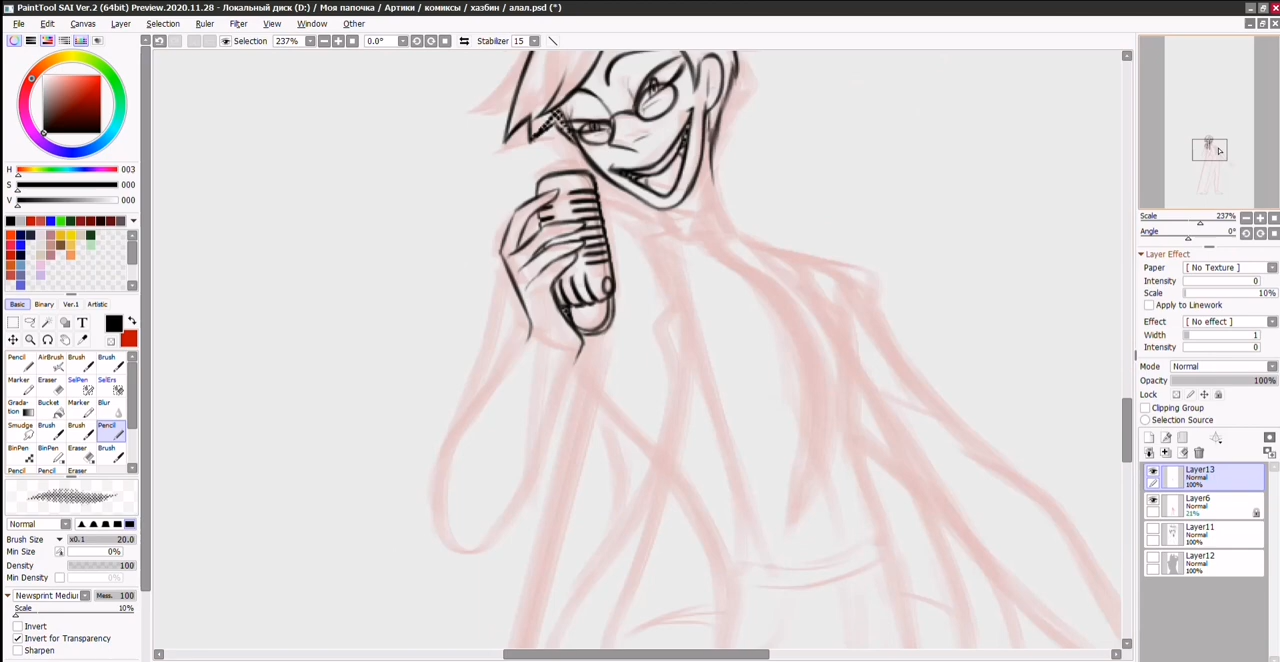 PaintTool SAI Ver.2 (64bit) Preview.2020.11.28 - Локальный диск (D:) / Моя папочка / Артики / комиксы / хазбин / алал.psd (*)
File Edit Canvas Layer Selection Ruler Filter View Window Other
Selection 237% 0.0° Stabilizer 15
H 003
S 000
V 000
Basic Binary Ver.1 Artistic
T
Pencil AirBrush Brush Brush
Marker Eraser SelPen SelErs
Grada-tion Bucket Marker Blur
Smudge Brush Brush Pencil
BinPen BinPen Eraser Brush
Pencil Pencil Eraser
Normal
Brush Size x0.1 20.0
Min Size 0%
Density 100
Min Density 0%
Newsprint Mediu 100
Scale 10%
Invert
Invert for Transparency
Sharpen
Scale 237%
Angle 0°
Layer Effect
Paper [ No Texture ]
Intensity 0
Scale 10%
Apply to Linework
Effect [ No effect ]
Width 1
Intensity 0
Mode Normal
Opacity 100%
Lock
Clipping Group
Selection Source
Layer13
Normal
100%
Layer6
Normal
21%
Layer11
Normal
100%
Layer12
Normal
100%